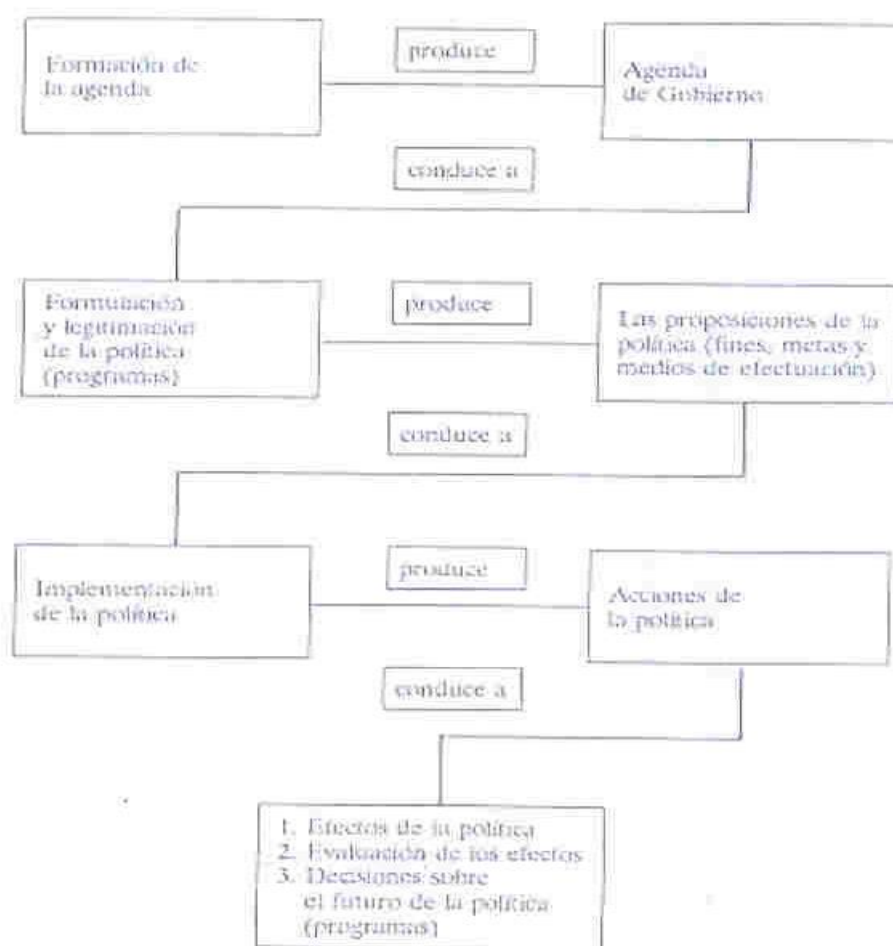 Formación de
la agenda
produce
Agenda
de Gobierno
conduce a
Formulación
y legitimación
de la política
(programas)
produce
Las proposiciones de la
política (fines, metas y
medios de efectuación)
conduce a
Implementación
de la política
produce
Acciones de
la política
conduce a
1. Efectos de la política
2. Evaluación de los efectos
3. Decisiones sobre
el futuro de la política
(programas)